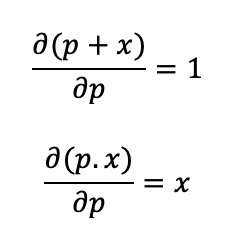 ∂(p + x)
∂p
= 1
∂(p.x)
∂p
= x